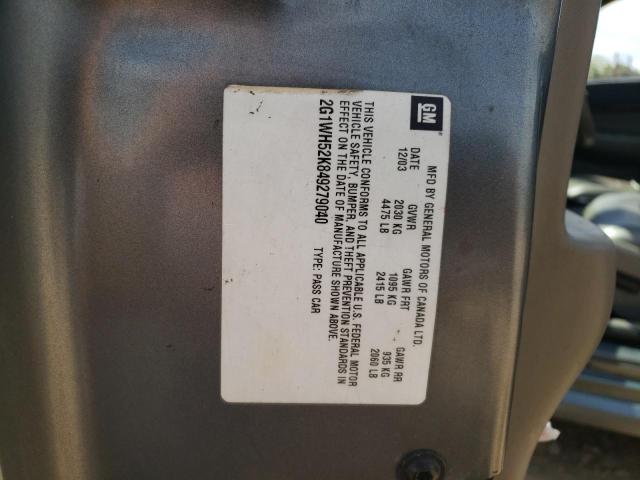 GM
MFD BY GENERAL MOTORS OF CANADA LTD.
DATE GVWR GAWR FRT GAWR RR
12/03 2030 KG 1095 KG 935 KG
4475 LB 2415 LB 2060 LB
THIS VEHICLE CONFORMS TO ALL APPLICABLE U.S. FEDERAL MOTOR
VEHICLE SAFETY, BUMPER, AND THEFT PREVENTION STANDARDS IN
EFFECT ON THE DATE OF MANUFACTURE SHOWN ABOVE.
2G1WH52K849279040 TYPE: PASS CAR